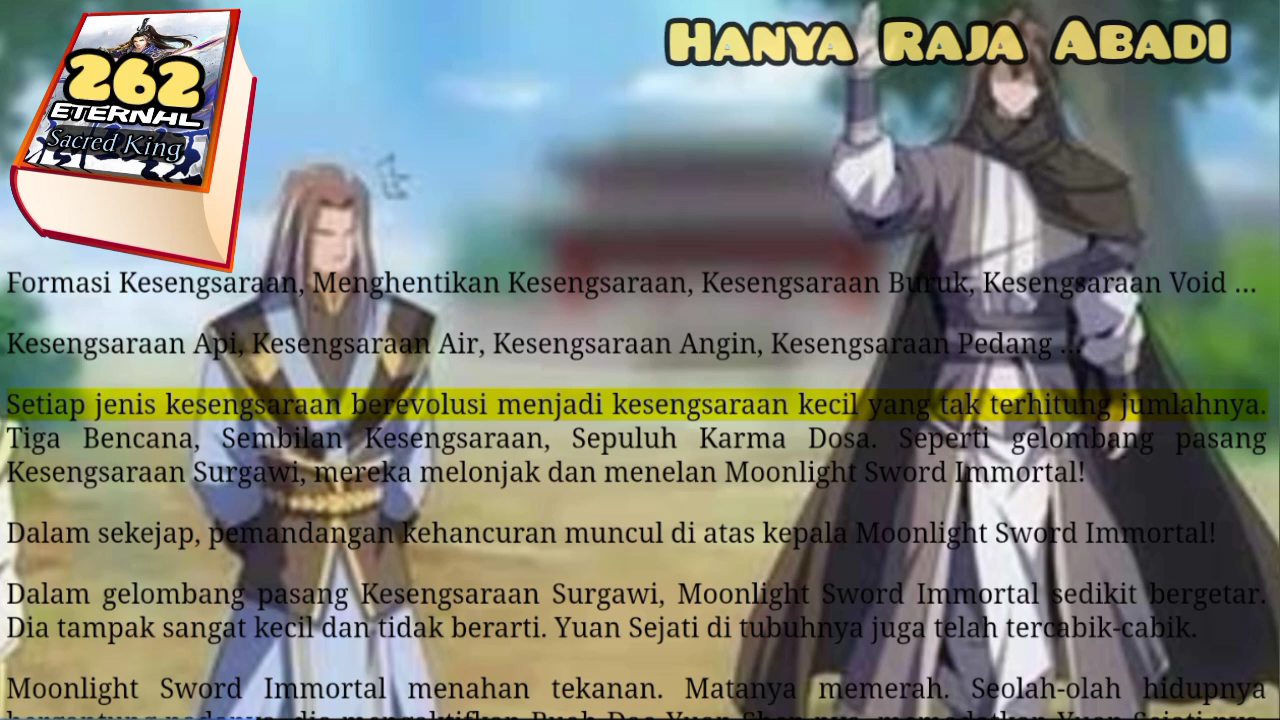 262
ETERNAL
Sacred King
HANYA RAJA ABADI
Formasi Kesengsaraan, Menghentikan Kesengsaraan, Kesengsaraan Buruk, Kesengsaraan Void ...
Kesengsaraan Api, Kesengsaraan Air, Kesengsaraan Angin, Kesengsaraan Pedang ...
Setiap jenis kesengsaraan berevolusi menjadi kesengsaraan kecil yang tak terhitung jumlahnya.
Tiga Bencana, Sembilan Kesengsaraan, Sepuluh Karma Dosa. Seperti gelombang pasang
Kesengsaraan Surgawi, mereka melonjak dan menelan Moonlight Sword Immortal!
Dalam sekejap, pemandangan kehancuran muncul di atas kepala Moonlight Sword Immortal!
Dalam gelombang pasang Kesengsaraan Surgawi, Moonlight Sword Immortal sedikit bergetar.
Dia tampak sangat kecil dan tidak berarti. Yuan Sejati di tubuhnya juga telah tercabik-cabik.
Moonlight Sword Immortal menahan tekanan. Matanya memerah. Seolah-olah hidupnya